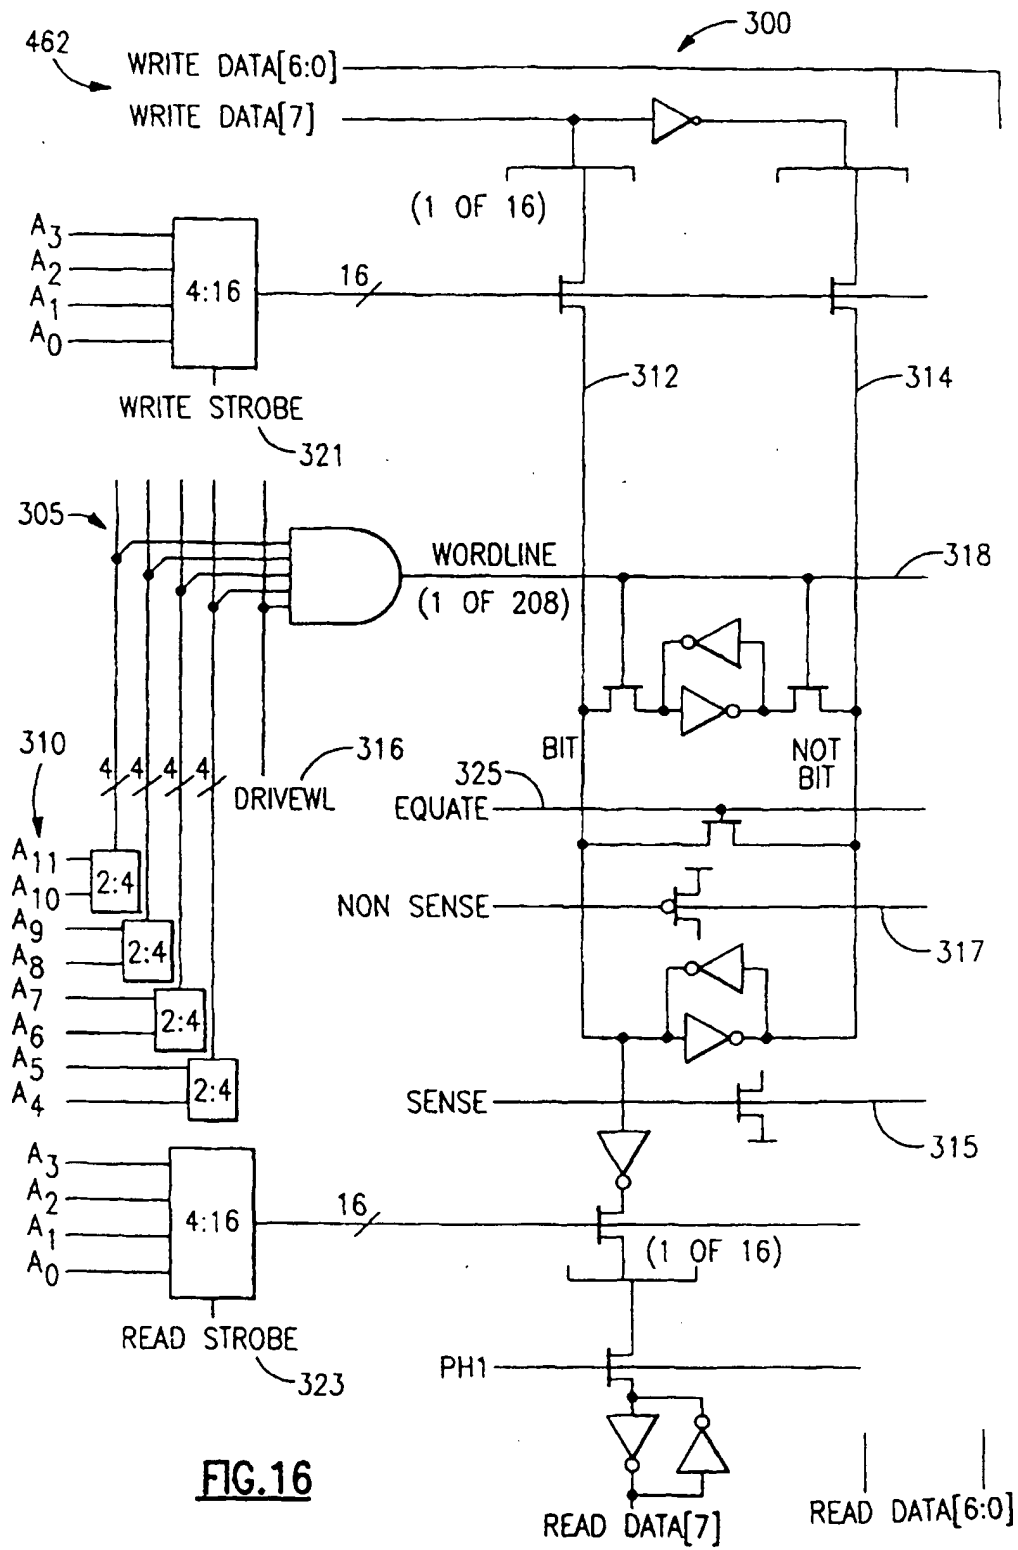 300
462
WRITE DATA[6:0]
WRITE DATA[7]
(1 OF 16)
A3
A2
A1
A0
4:16
16
312
314
WRITE STROBE
321
305
WORDLINE
(1 OF 208)
318
310
4 4 4 4
316
DRIVEWL
BIT
NOT
BIT
325
EQUATE
A11
A10
2:4
NON SENSE
A9
A8
2:4
317
A7
A6
2:4
A5
A4
2:4
SENSE
315
A3
A2
A1
A0
4:16
16
(1 OF 16)
READ STROBE
323
PH1
FIG.16
READ DATA[7]
READ DATA[6:0]